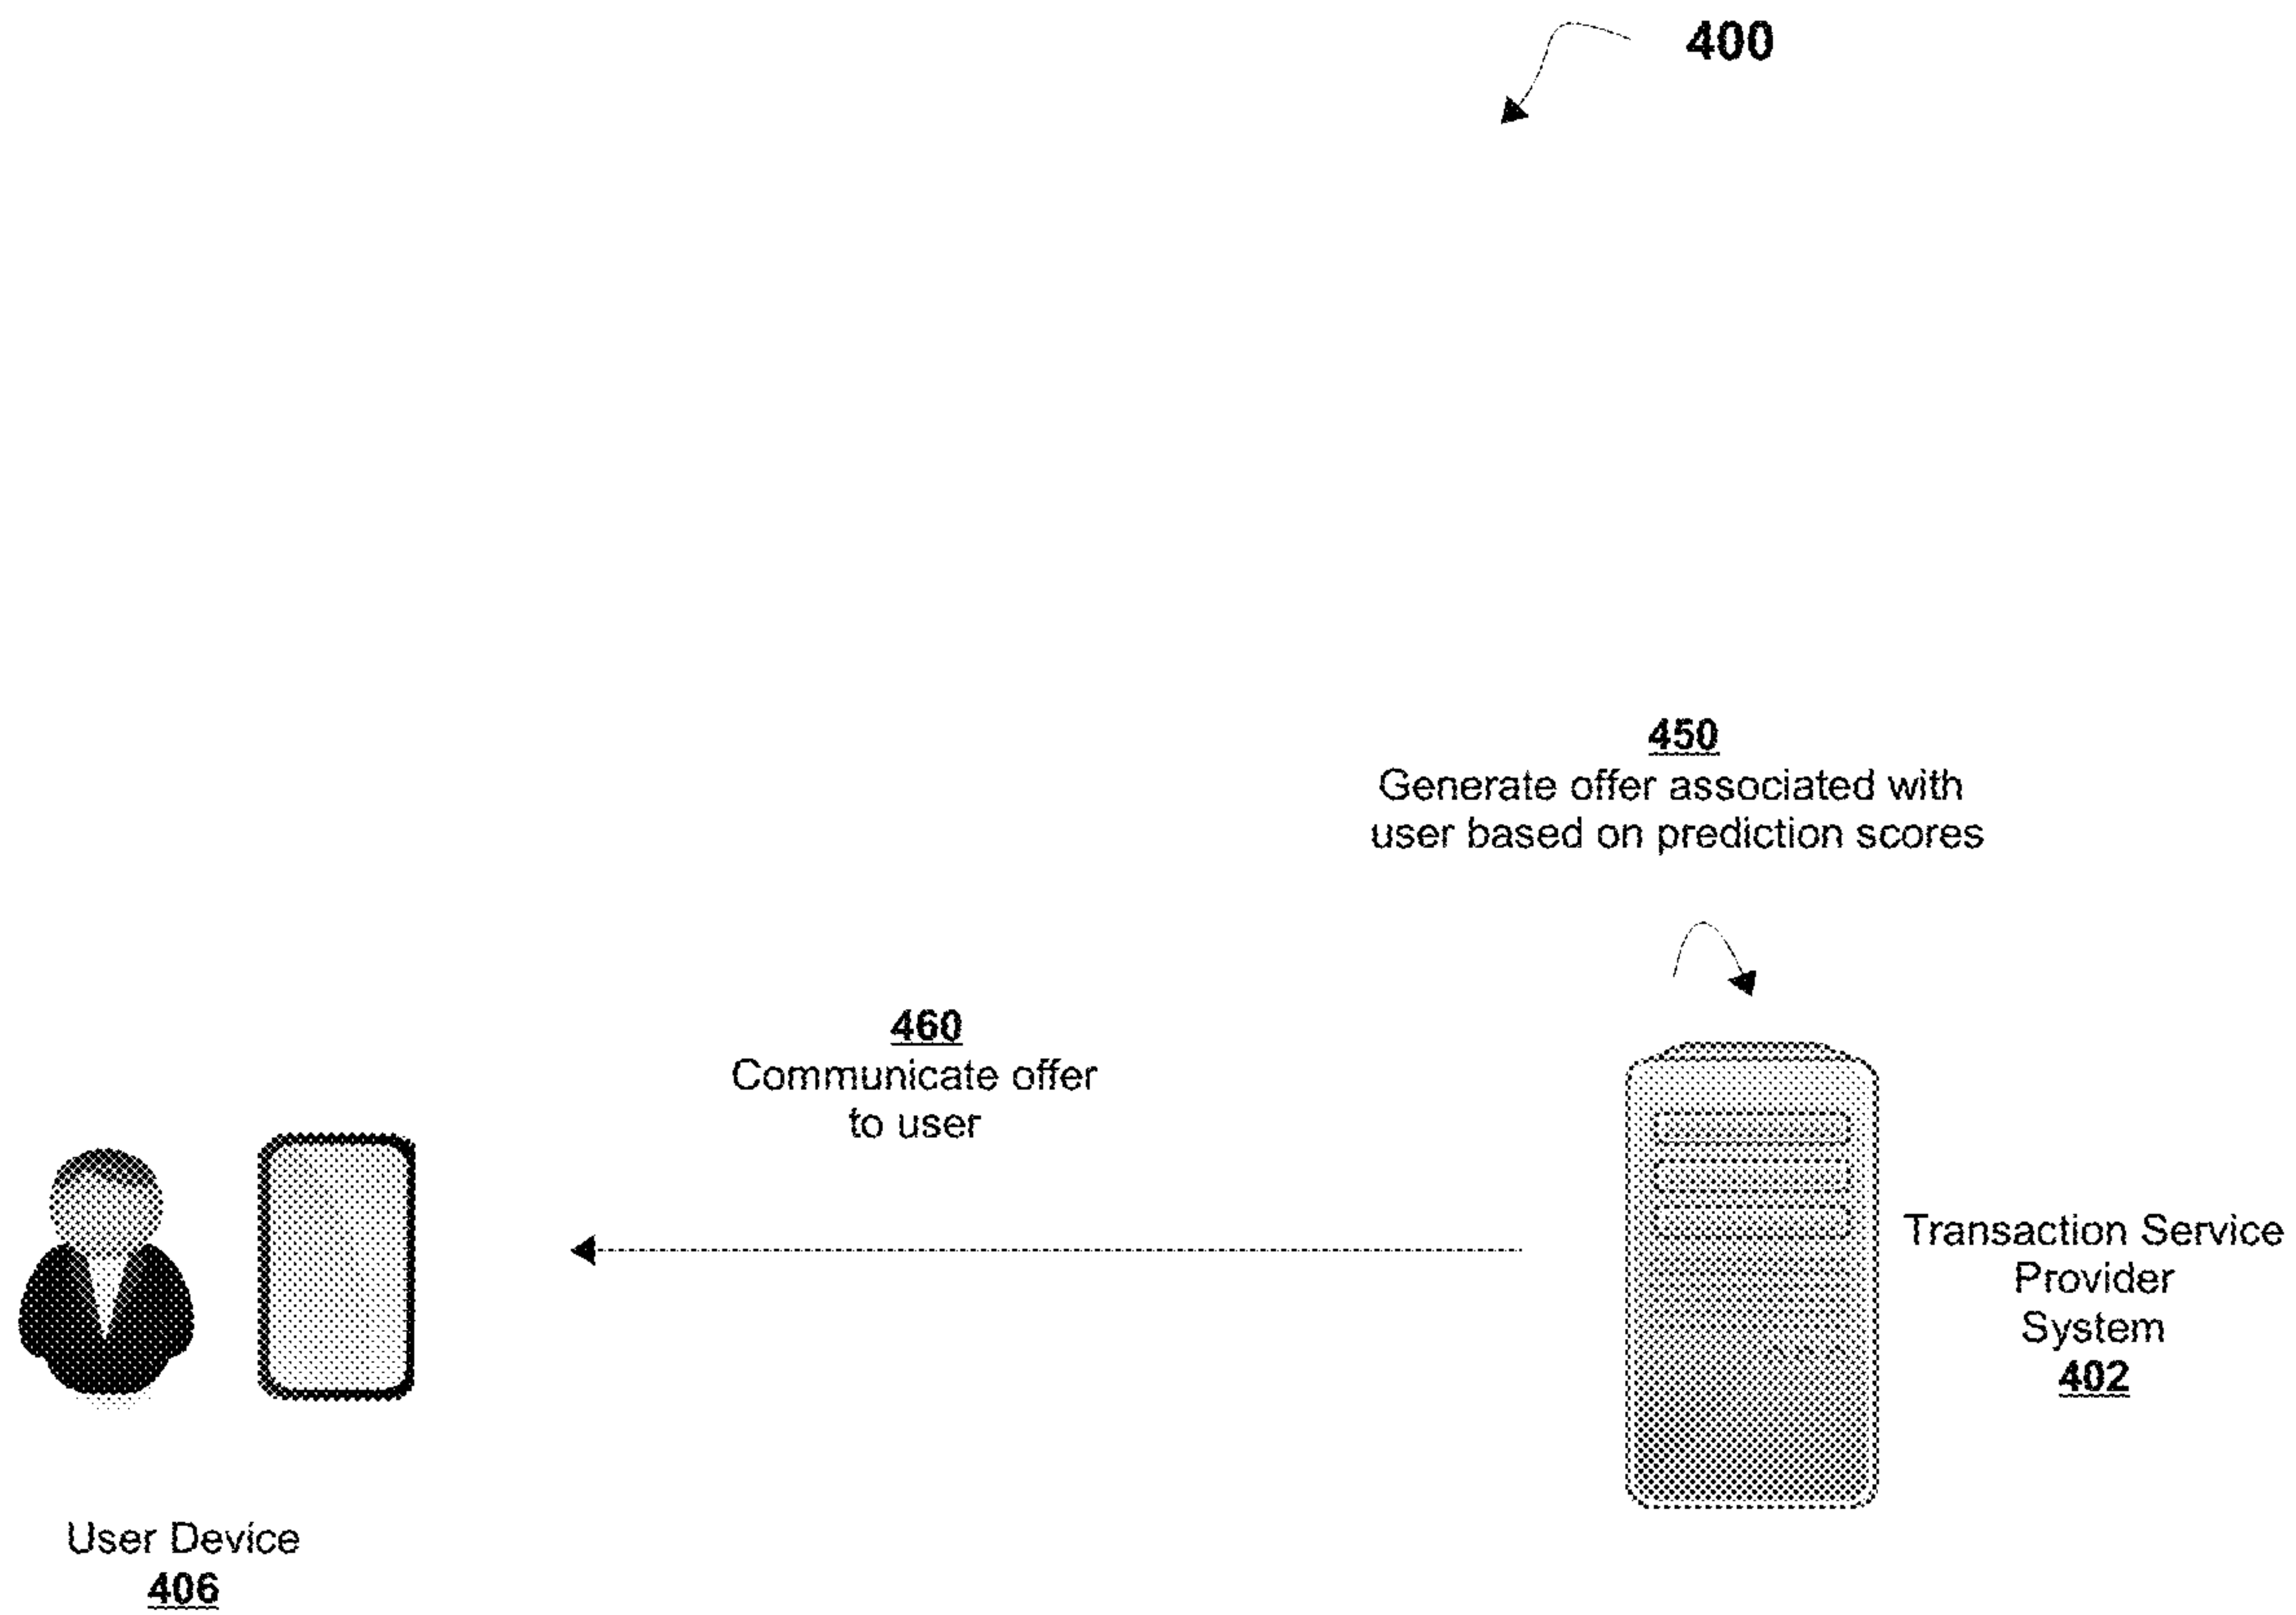 400
450
Generate offer associated with
user based on prediction scores
460
Communicate offer
to user
Transaction Service
Provider
System
402
User Device
406